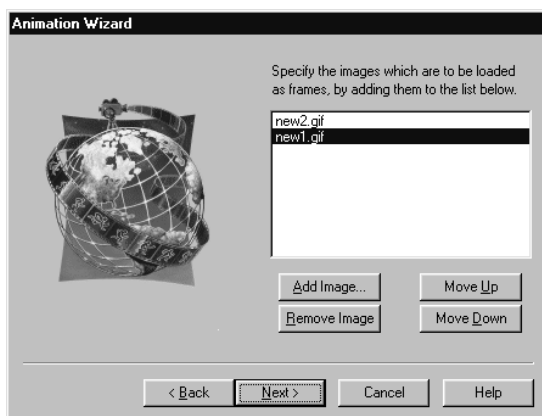 Animation Wizard
Specify the images which are to be loaded
as frames, by adding them to the list below.
new2.gif
new1.gif
Add Image...
Move Up
Remove Image
Move Down
< Back
Next >
Cancel
Help